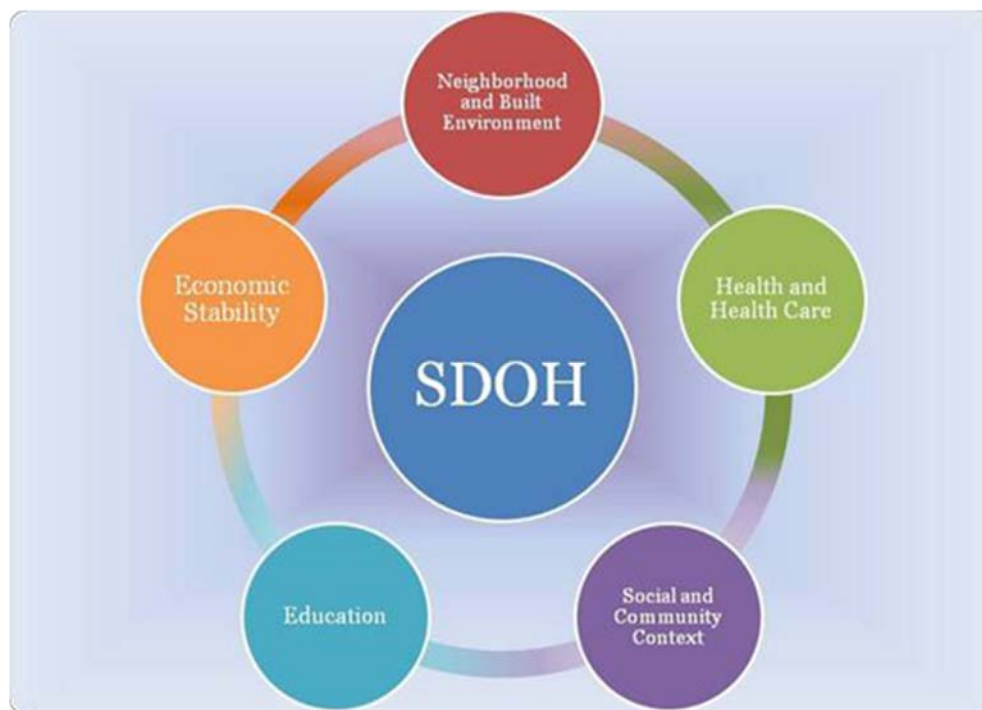 Neighborhood
and Built
Environment
Economic
Stability
Health and
Health Care
SDOH
Education
Social and
Community
Context